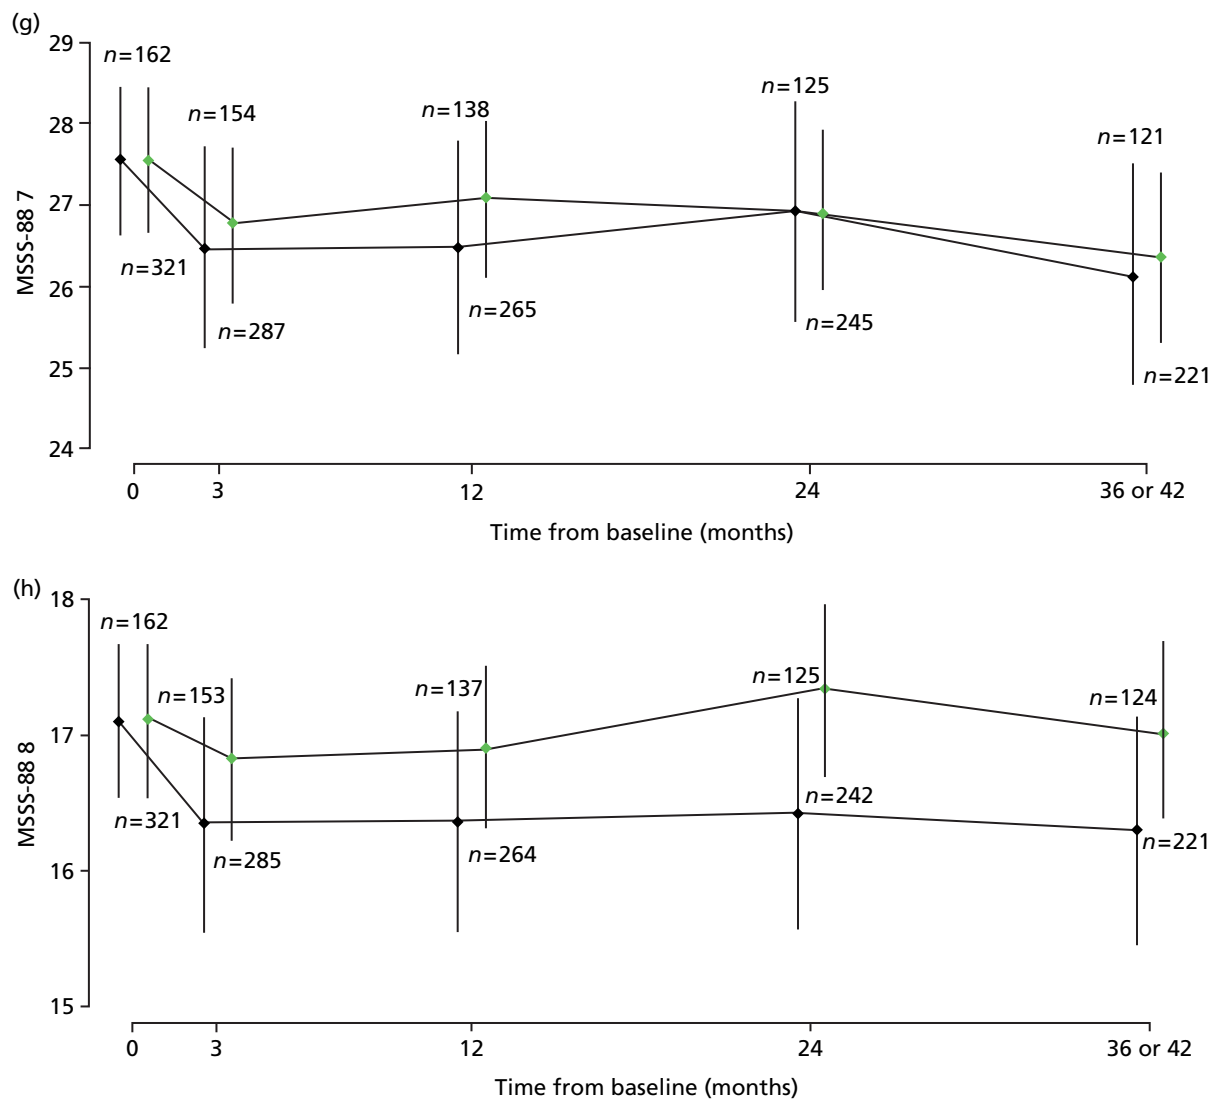 (g)
29
28
27
26
25
24
MSSS-88 7
n=162
n=321
n=154
n=287
n=138
n=265
n=125
n=245
n=121
n=221
0 3 12 24 36 or 42
Time from baseline (months)
(h)
18
17
16
15
MSSS-88 8
n=162
n=321
n=153
n=285
n=137
n=264
n=125
n=242
n=124
n=221
0 3 12 24 36 or 42
Time from baseline (months)